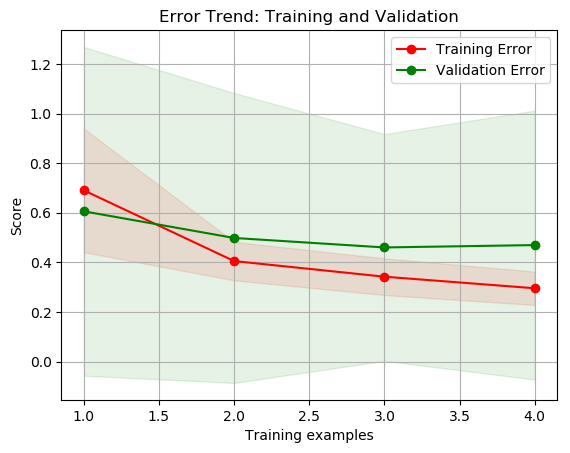 Error Trend: Training and Validation
Training Error
Validation Error
Score
1.2
1.0
0.8
0.6
0.4
0.2
0.0
1.0 1.5 2.0 2.5 3.0 3.5 4.0
Training examples